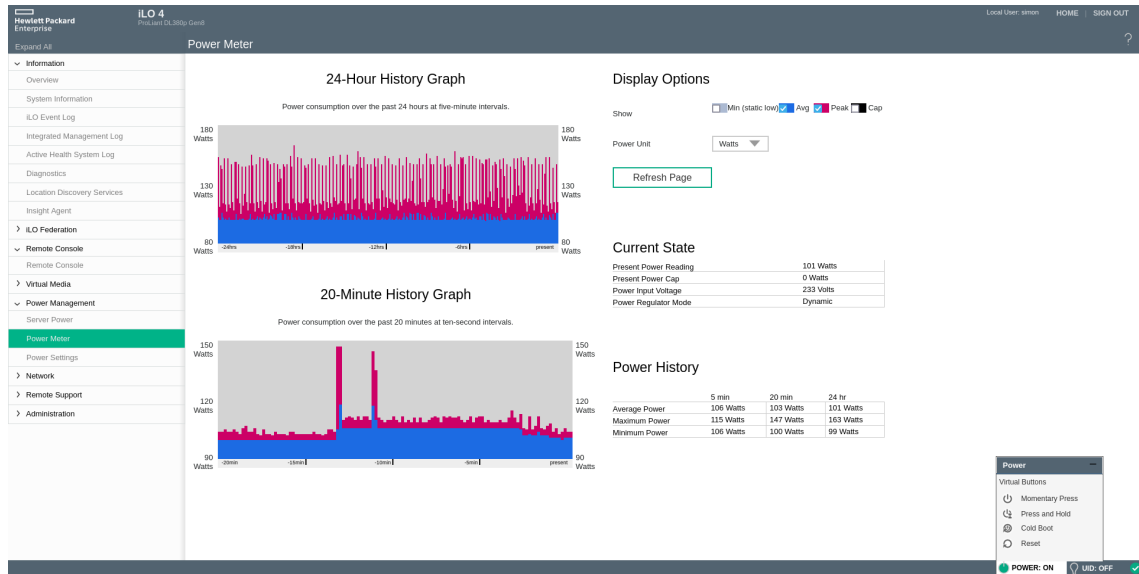 Hewlett Packard
Enterprise
iLO 4
ProLiant DL380p Gen8
Local User: simon
HOME
SIGN OUT
Expand All
Power Meter
?
Information
Overview
System Information
iLO Event Log
Integrated Management Log
Active Health System Log
Diagnostics
Location Discovery Services
Insight Agent
iLO Federation
Remote Console
Remote Console
Virtual Media
Power Management
Server Power
Power Meter
Power Settings
Network
Remote Support
Administration
24-Hour History Graph
Power consumption over the past 24 hours at five-minute intervals.
180 Watts
180 Watts
130 Watts
130 Watts
80 Watts
80 Watts
-24hrs -18hrs -12hrs -6hrs present
20-Minute History Graph
Power consumption over the past 20 minutes at ten-second intervals.
150 Watts
150 Watts
120 Watts
120 Watts
90 Watts
90 Watts
-20min -15min -10min -5min present
Display Options
Show Min (static low) Avg Peak Cap
Power Unit Watts
Refresh Page
Current State
Present Power Reading 101 Watts
Present Power Cap 0 Watts
Power Input Voltage 233 Volts
Power Regulator Mode Dynamic
Power History
5 min 20 min 24 hr
Average Power 106 Watts 103 Watts 101 Watts
Maximum Power 115 Watts 147 Watts 163 Watts
Minimum Power 106 Watts 100 Watts 99 Watts
Power
Virtual Buttons
Momentary Press
Press and Hold
Cold Boot
Reset
POWER: ON
UID: OFF